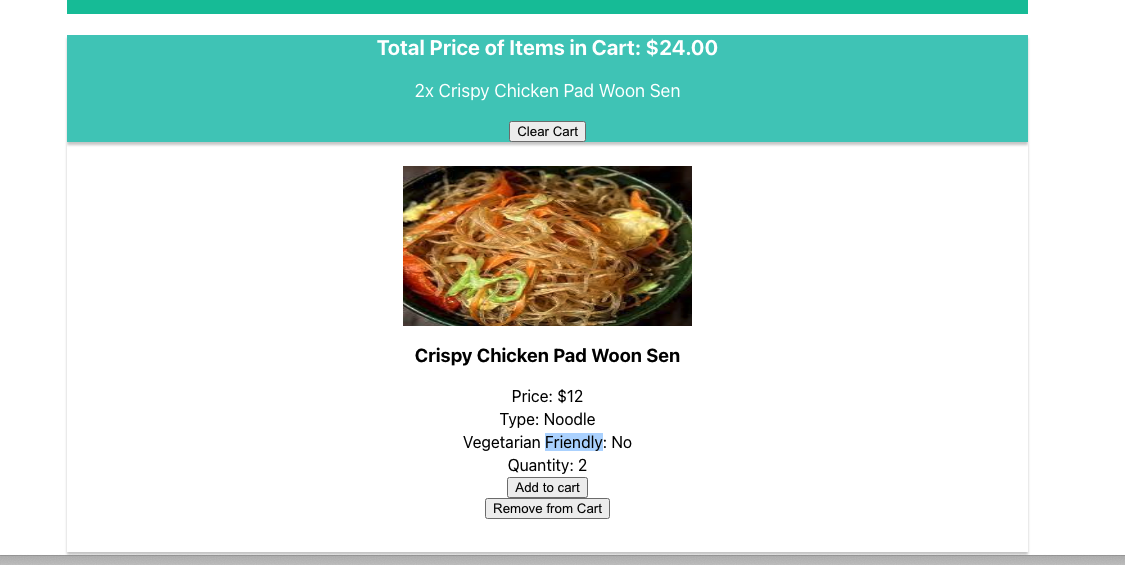 Total Price of Items in Cart: $24.00
2x Crispy Chicken Pad Woon Sen
Clear Cart
Crispy Chicken Pad Woon Sen
Price: $12
Type: Noodle
Vegetarian Friendly: No
Quantity: 2
Add to cart
Remove from Cart